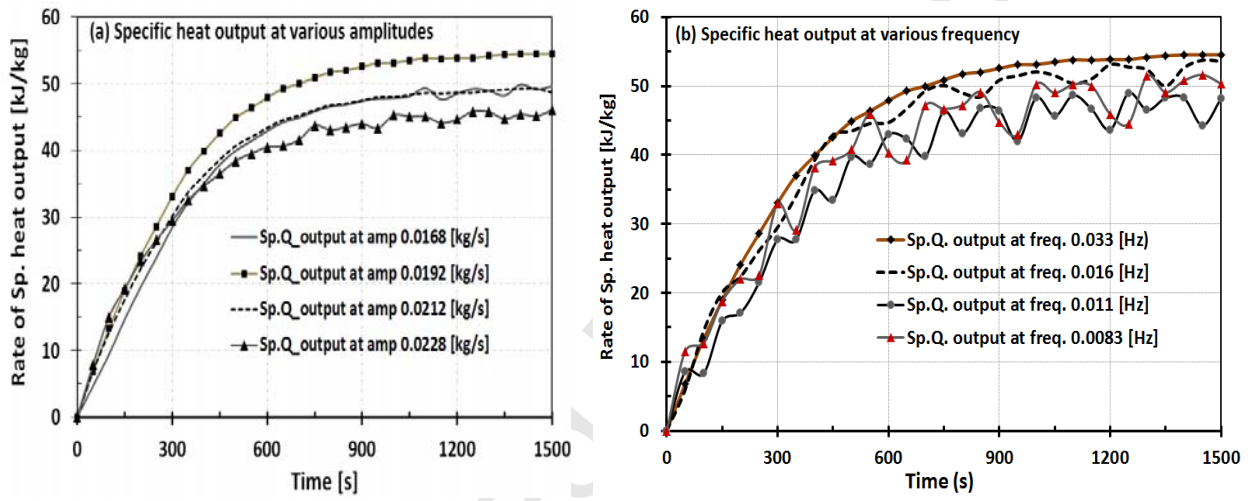 (a) Specific heat output at various amplitudes
Rate of Sp. heat output [kJ/kg]
60
50
40
30
20
10
0
Sp.Q_output at amp 0.0168 [kg/s]
Sp.Q_output at amp 0.0192 [kg/s]
Sp.Q_output at amp 0.0212 [kg/s]
Sp.Q_output at amp 0.0228 [kg/s]
0 300 600 900 1200 1500
Time [s]
(b) Specific heat output at various frequency
Rate of Sp. heat output [kJ/kg]
60
50
40
30
20
10
0
Sp.Q. output at freq. 0.033 [Hz)
Sp.Q. output at freq. 0.016 [Hz)
Sp.Q. output at freq. 0.011 [Hz)
Sp.Q. output at freq. 0.0083 [Hz)
0 300 600 900 1200 1500
Time (s)